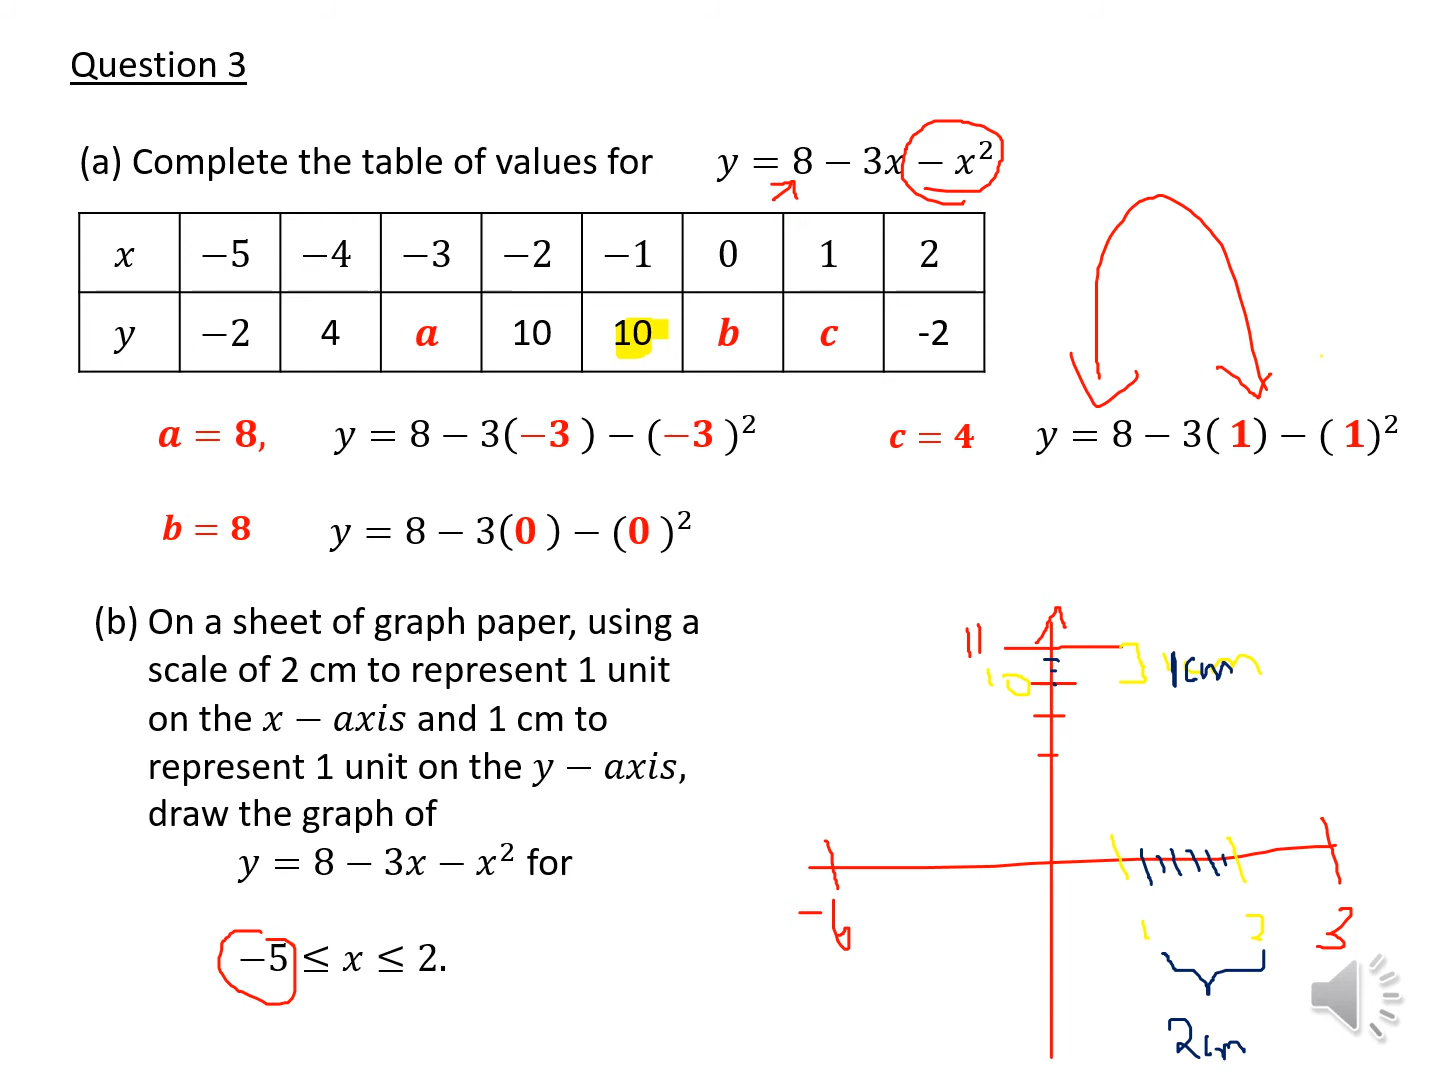 Question 3
(a) Complete the table of values for y = 8 − 3x − x²
x −5 −4 −3 −2 −1 0 1 2
y −2 4 a 10 10 b c -2
a = 8, y = 8 − 3(−3 ) − (−3 )² c = 4 y = 8 − 3( 1) − ( 1)²
b = 8 y = 8 − 3(0 ) − (0 )²
(b) On a sheet of graph paper, using a
scale of 2 cm to represent 1 unit
on the x − axis and 1 cm to
represent 1 unit on the y − axis,
draw the graph of
y = 8 − 3x − x² for
−5 ≤ x ≤ 2.
11
10
1cm
−6
1
2
3
2cm